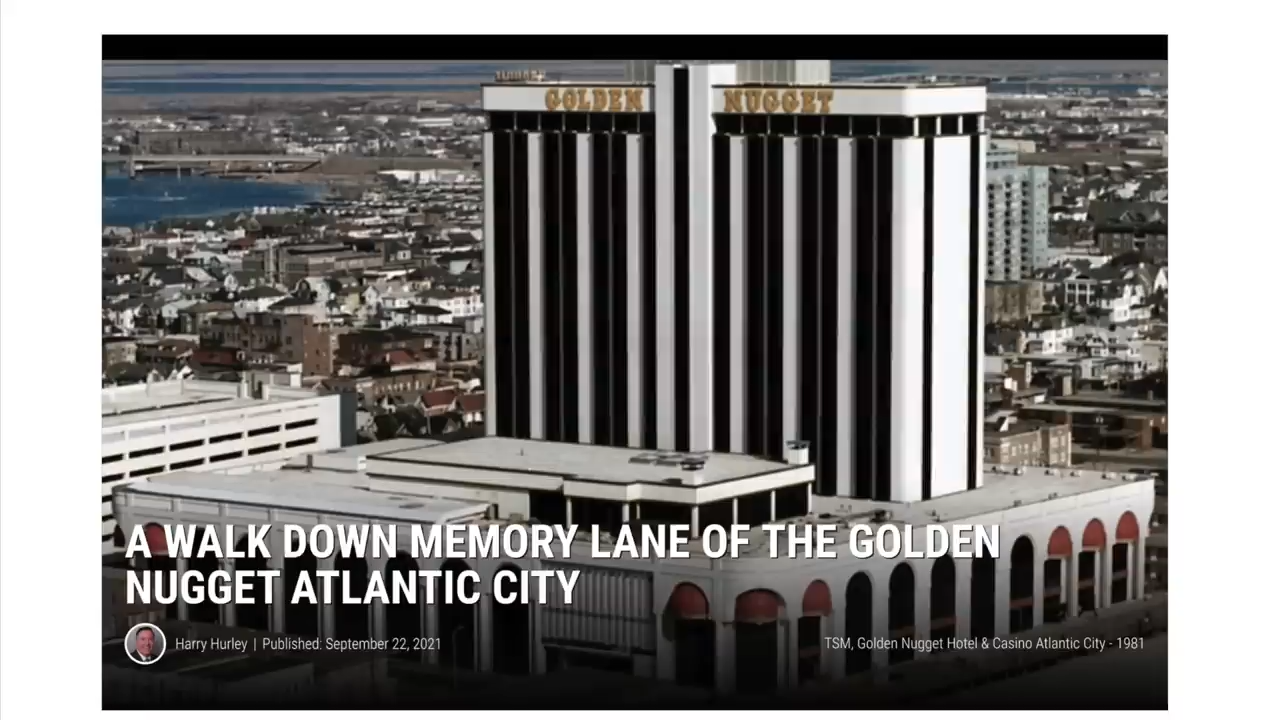 GOLDEN NUGGET
A WALK DOWN MEMORY LANE OF THE GOLDEN
NUGGET ATLANTIC CITY
Harry Hurley | Published: September 22, 2021
TSM, Golden Nugget Hotel & Casino Atlantic City - 1981